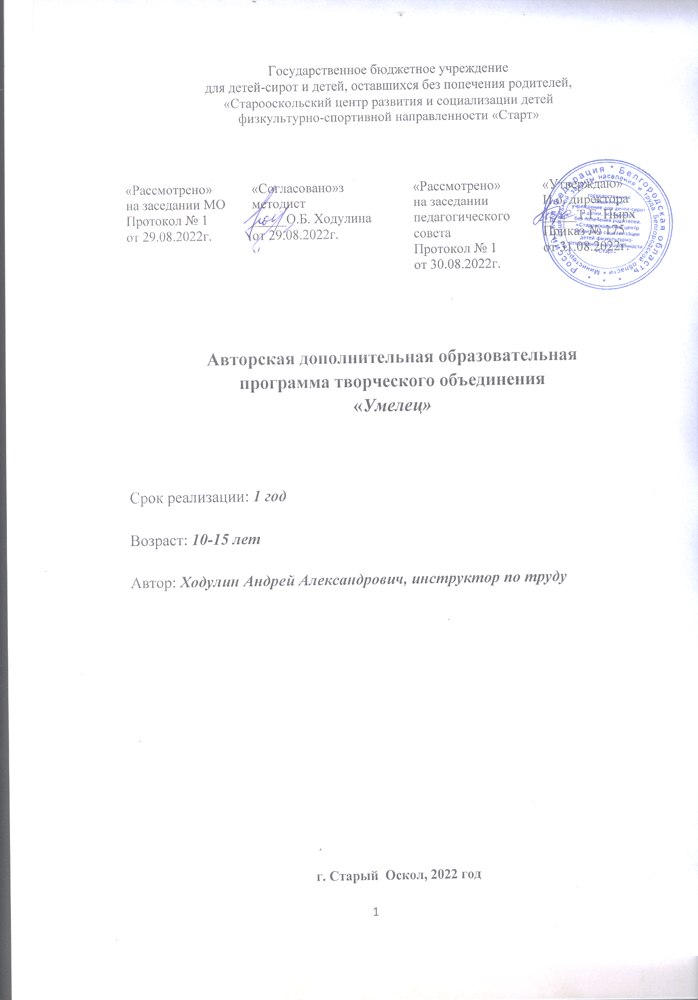 Государственное бюджетное учреждение
для детей-сирот и детей, оставшихся без попечения родителей,
«Старооскольский центр развития и социализации детей
физкультурно-спортивной направленности «Старт»
«Рассмотрено»
на заседании МО
Протокол № 1
от 29.08.2022г.
«Согласовано»з
методист
______О.Б. Ходулина
от 29.08.2022г.
«Рассмотрено»
на заседании
педагогического
совета
Протокол № 1
от 30.08.2022г.
«Утверждаю»
И.о. директора
_____Т.Г. Пырх
Приказ № 175
от 31.08.2022г.
Российская Федерация * Белгородская область
Министерство социальной защиты населения и труда Белгородской области *
государственное
бюджетное
учреждение для детей-сирот
и детей, оставшихся
без попечения родителей,
«Старооскольский центр
развития и социализации
детей физкультурно-
спортивной направленности
«Старт»
Авторская дополнительная образовательная
программа творческого объединения
«Умелец»
Срок реализации: 1 год
Возраст: 10-15 лет
Автор: Ходулин Андрей Александрович, инструктор по труду
г. Старый Оскол, 2022 год
1